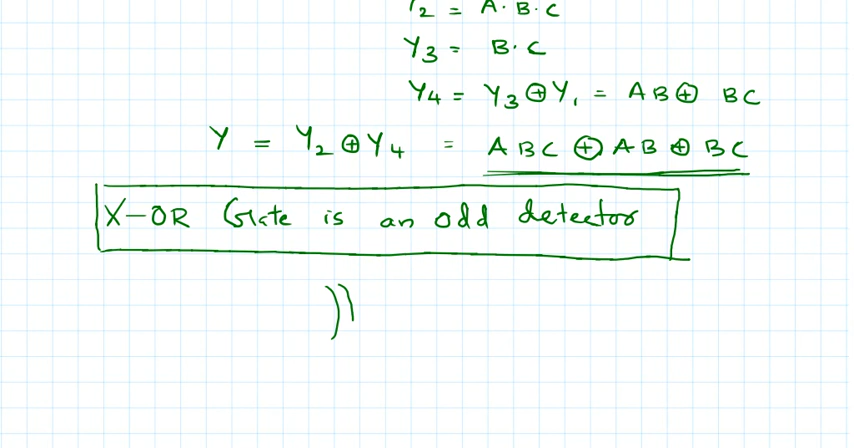 Y2 = A·B·C
Y3 = B·C
Y4 = Y3 ⊕ Y1 = AB ⊕ BC
Y = Y2 ⊕ Y4 = ABC ⊕ AB ⊕ BC
X-OR Gate is an odd detector